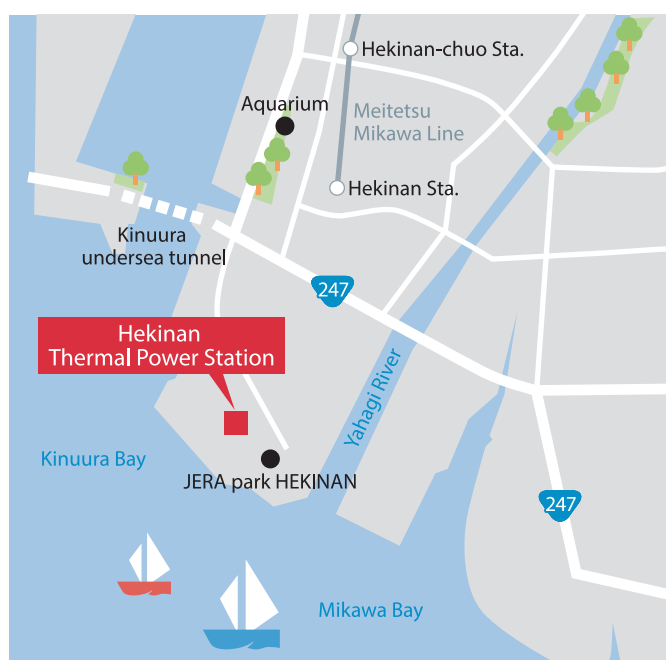 Hekinan-chuo Sta.
Aquarium
Meitetsu
Mikawa Line
Hekinan Sta.
Kinuura
undersea tunnel
247
Hekinan
Thermal Power Station
Yahagi River
Kinuura Bay
JERA park HEKINAN
247
Mikawa Bay